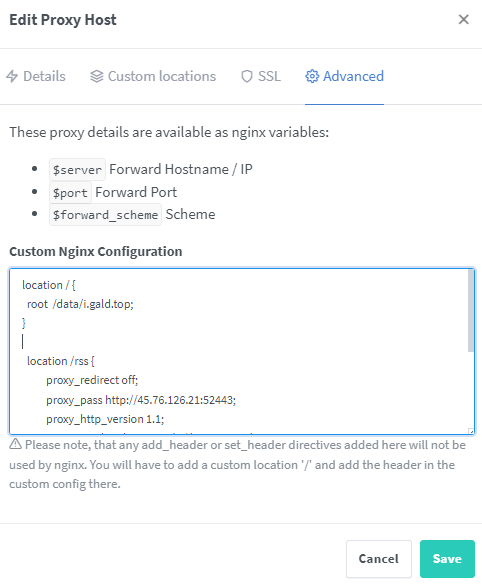 Edit Proxy Host
Details
Custom locations
SSL
Advanced
These proxy details are available as nginx variables:
$server Forward Hostname / IP
$port Forward Port
$forward_scheme Scheme
Custom Nginx Configuration
location / {
root /data/i.gald.top;
}
location /rss {
proxy_redirect off;
proxy_pass http://45.76.126.21:52443;
proxy_http_version 1.1;
Please note, that any add_header or set_header directives added here will not be
used by nginx. You will have to add a custom location '/' and add the header in the
custom config there.
Cancel
Save